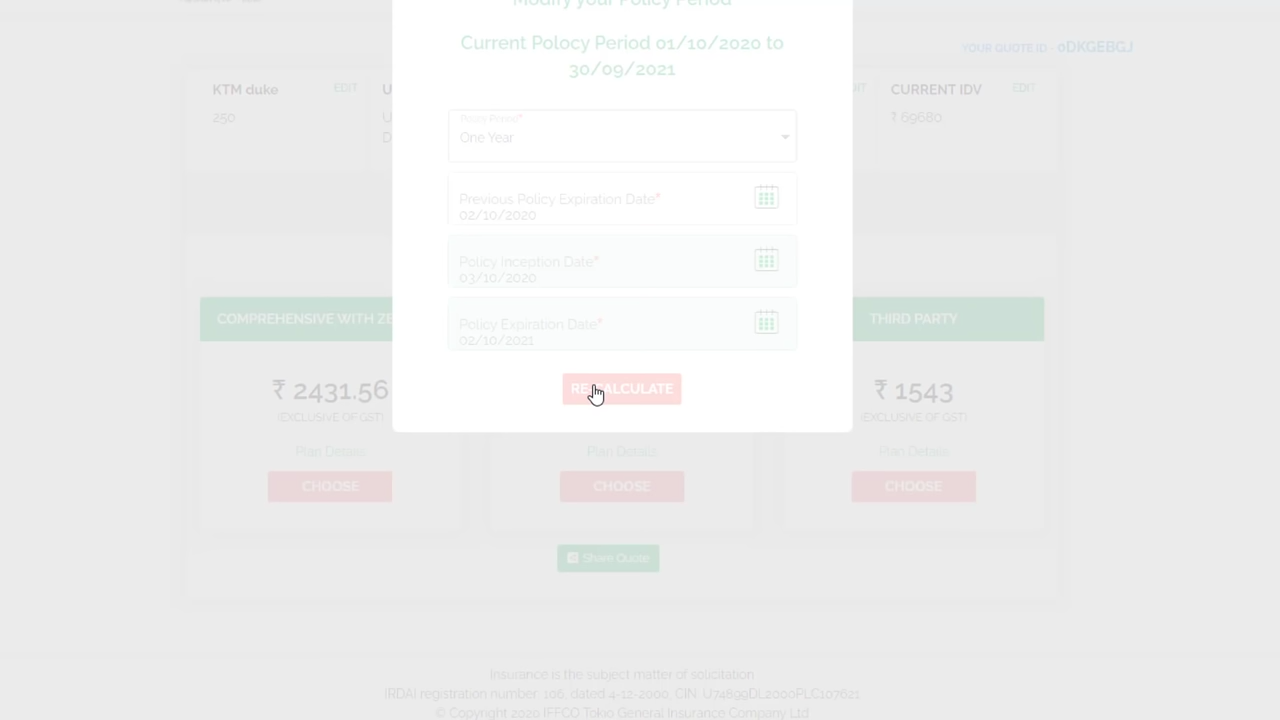 Modify your Policy Period
Current Polocy Period 01/10/2020 to
30/09/2021
YOUR QUOTE ID - 0DKGEBGJ
KTM duke
EDIT
250
CURRENT IDV
EDIT
₹ 69680
Policy Period*
One Year
Previous Policy Expiration Date*
02/10/2020
Policy Inception Date*
03/10/2020
Policy Expiration Date*
02/10/2021
RECALCULATE
COMPREHENSIVE WITH
THIRD PARTY
₹ 2431.56
₹ 1543
(EXCLUSIVE OF GST)
(EXCLUSIVE OF GST)
Plan Details
Plan Details
Plan Details
CHOOSE
CHOOSE
CHOOSE
Share Quote
Insurance is the subject matter of solicitation
(RDA) registration number: 106, dated 4-12-2000, CIN: U74899DL2000PLC107621
© Copyright 2020 IFFCO Tokio General Insurance Company Ltd